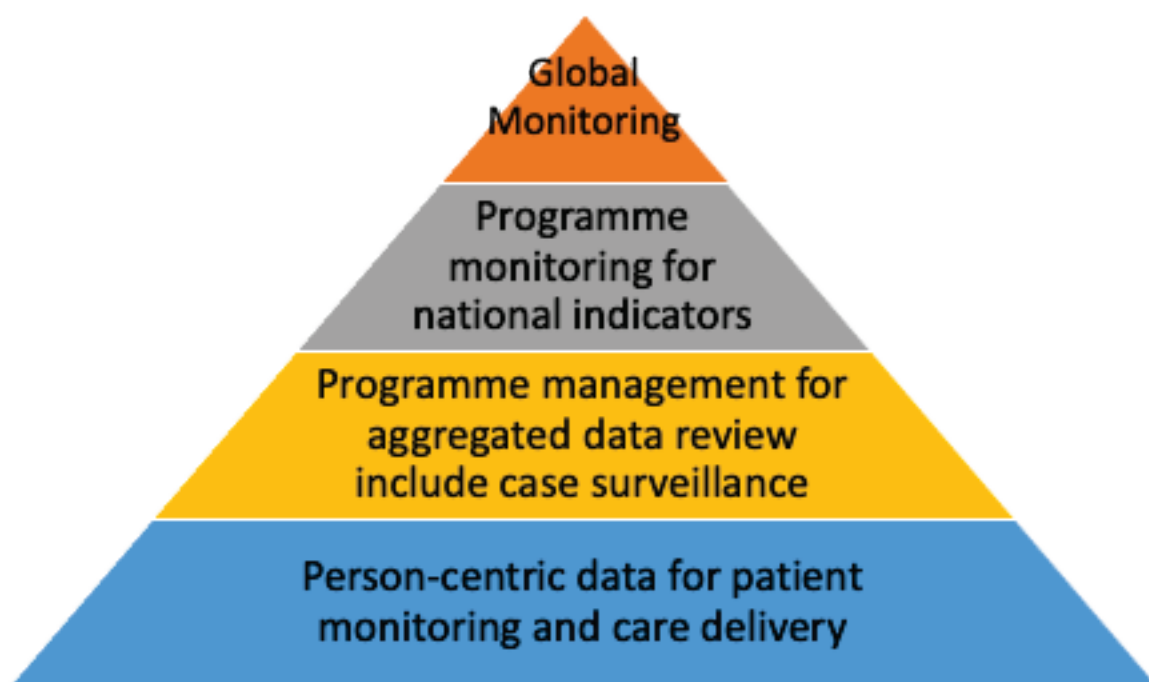 Global
Monitoring
Programme
monitoring for
national indicators
Programme management for
aggregated data review
include case surveillance
Person-centric data for patient
monitoring and care delivery